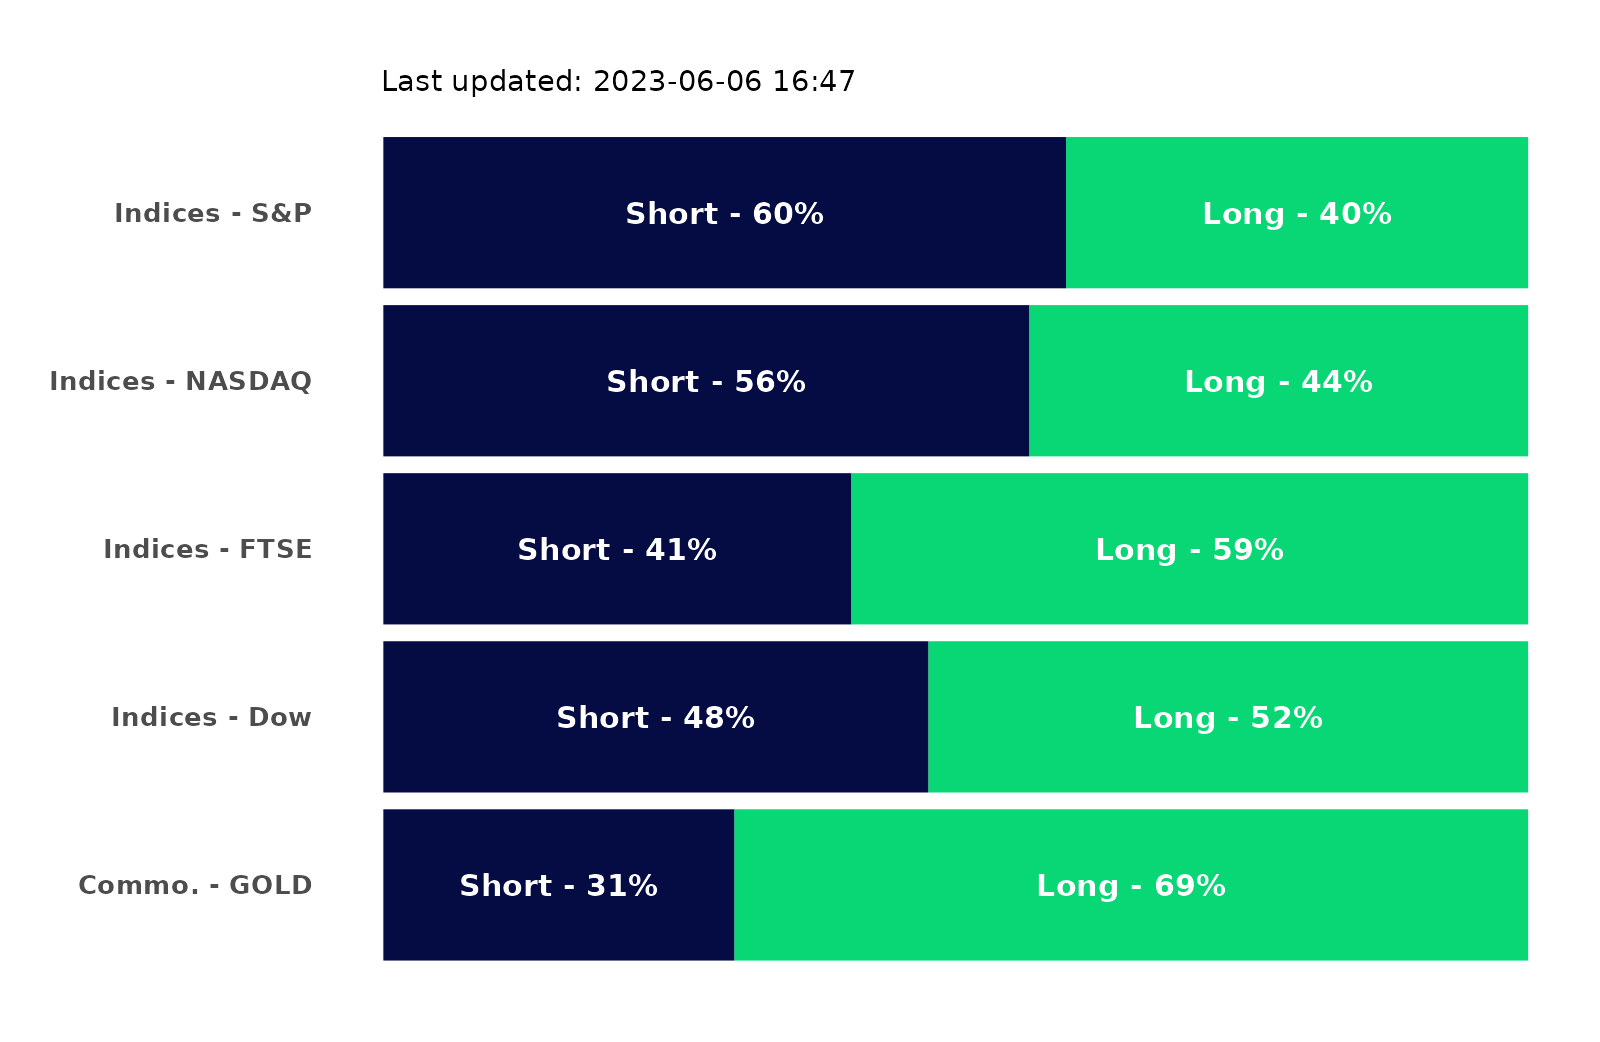 Last updated: 2023-06-06 16:47
Indices - S&P Short - 60% Long - 40%
Indices - NASDAQ Short - 56% Long - 44%
Indices - FTSE Short - 41% Long - 59%
Indices - Dow Short - 48% Long - 52%
Commo. - GOLD Short - 31% Long - 69%